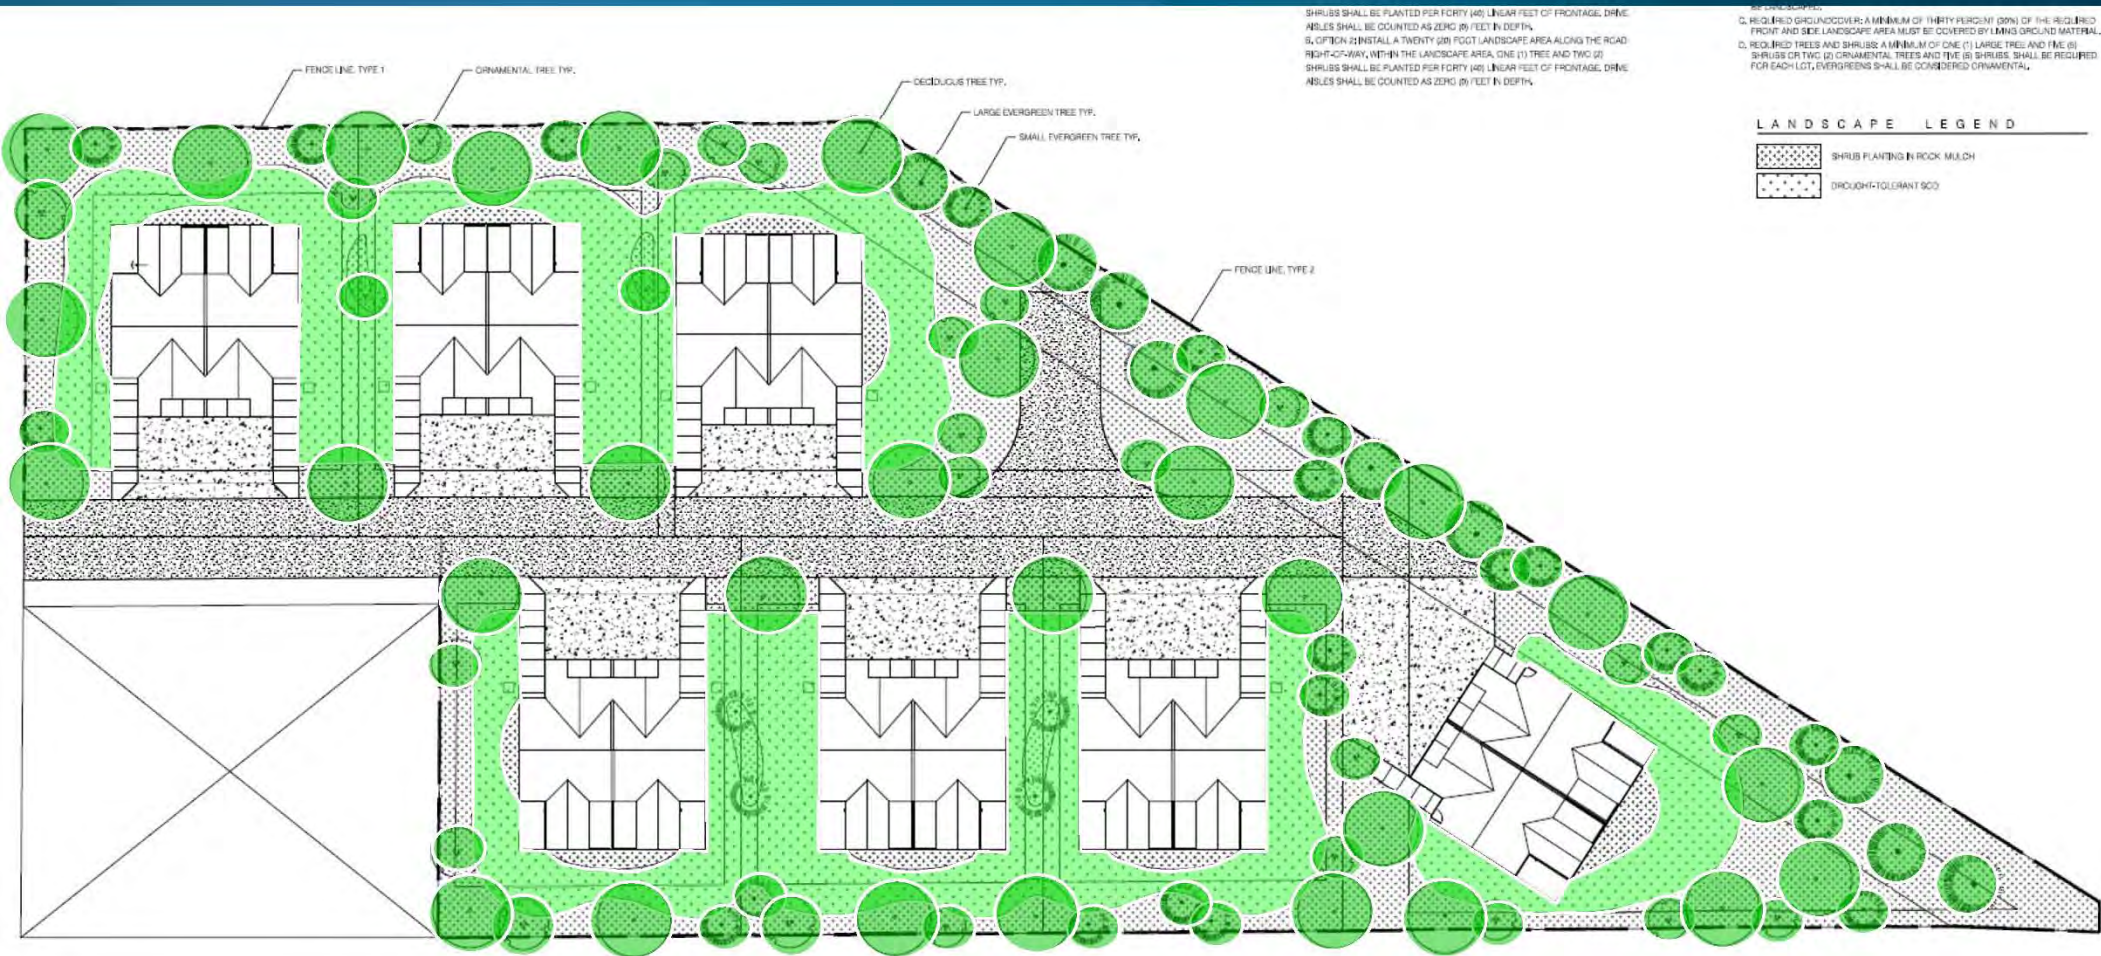 SHRUBS SHALL BE PLANTED PER FORTY (40) LINEAR FEET OF FRONTAGE. DRIVE
AISLES SHALL BE COUNTED AS ZERO (0) FEET IN DEPTH.
B. OPTION 2: INSTALL A TWENTY (20) FOOT LANDSCAPE AREA ALONG THE ROAD
RIGHT-OF-WAY, WITHIN THE LANDSCAPE AREA, ONE (1) TREE AND TWO (2)
SHRUBS SHALL BE PLANTED PER FORTY (40) LINEAR FEET OF FRONTAGE. DRIVE
AISLES SHALL BE COUNTED AS ZERO (0) FEET IN DEPTH.
BE LANDSCAPED.
C. REQUIRED GROUNDCOVER: A MINIMUM OF THIRTY PERCENT (30%) OF THE REQUIRED
FRONT AND SIDE LANDSCAPE AREA MUST BE COVERED BY LIVING GROUND MATERIAL.
D. REQUIRED TREES AND SHRUBS: A MINIMUM OF ONE (1) LARGE TREE AND FIVE (5)
SHRUBS OR TWO (2) ORNAMENTAL TREES AND FIVE (5) SHRUBS, SHALL BE REQUIRED
FOR EACH LOT. EVERGREENS SHALL BE CONSIDERED ORNAMENTAL.
LANDSCAPE LEGEND
SHRUB PLANTING IN ROCK MULCH
DROUGHT-TOLERANT SOD
FENCE LINE, TYPE 1
ORNAMENTAL TREE TYP.
DECIDUOUS TREE TYP.
LARGE EVERGREEN TREE TYP.
SMALL EVERGREEN TREE TYP.
FENCE LINE, TYPE 2